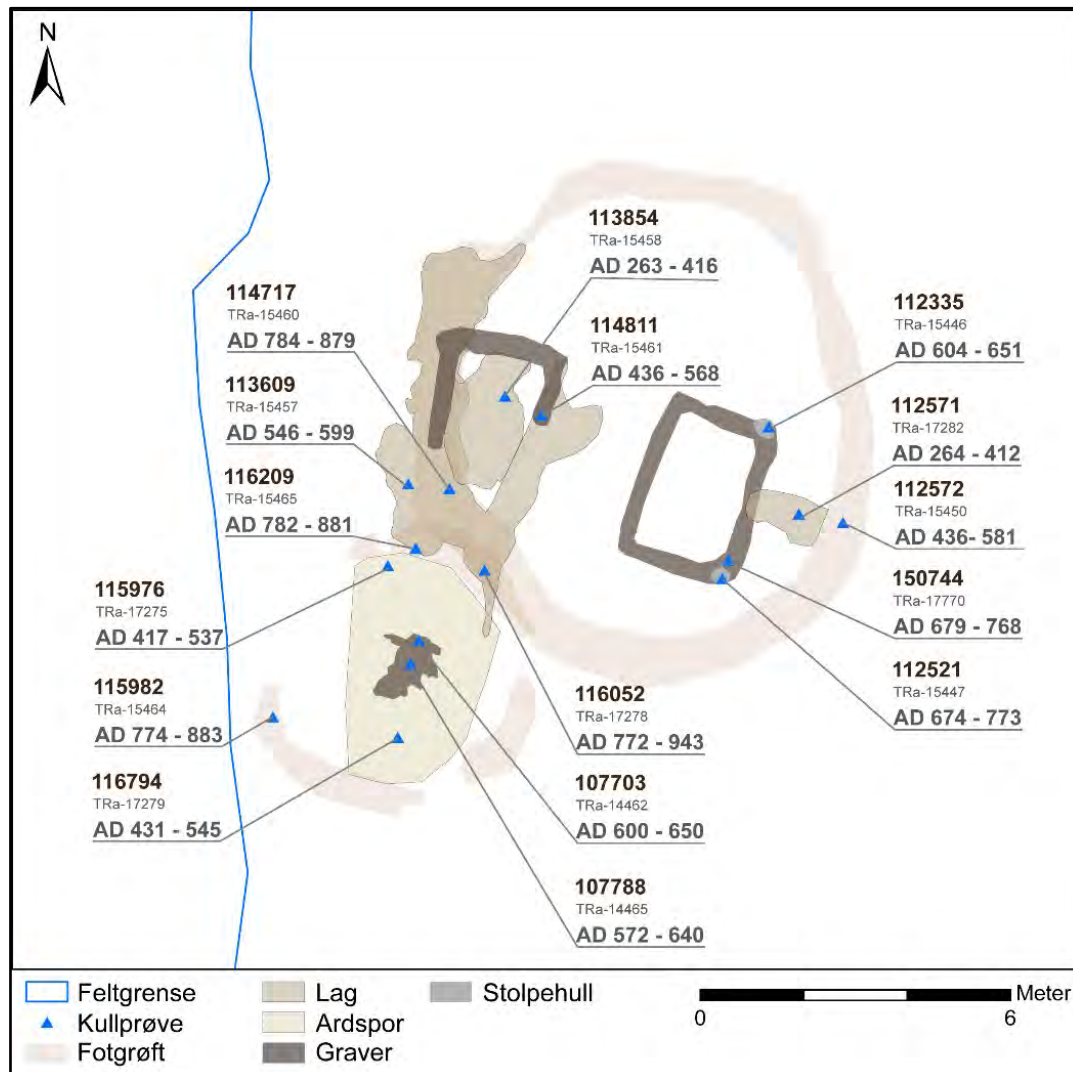 N
113854
TRa-15458
AD 263 - 416
114717
TRa-15460
AD 784 - 879
114811
TRa-15461
AD 436 - 568
112335
TRa-15446
AD 604 - 651
113609
TRa-15457
AD 546 - 599
112571
TRa-17282
AD 264 - 412
116209
TRa-15465
AD 782 - 881
112572
TRa-15450
AD 436- 581
115976
TRa-17275
AD 417 - 537
150744
TRa-17770
AD 679 - 768
115982
TRa-15464
AD 774 - 883
116052
TRa-17278
AD 772 - 943
112521
TRa-15447
AD 674 - 773
116794
TRa-17279
AD 431 - 545
107703
TRa-14462
AD 600 - 650
107788
TRa-14465
AD 572 - 640
Feltgrense
Kullprøve
Fotgrøft
Lag
Ardspor
Graver
Stolpehull
Meter
0 6